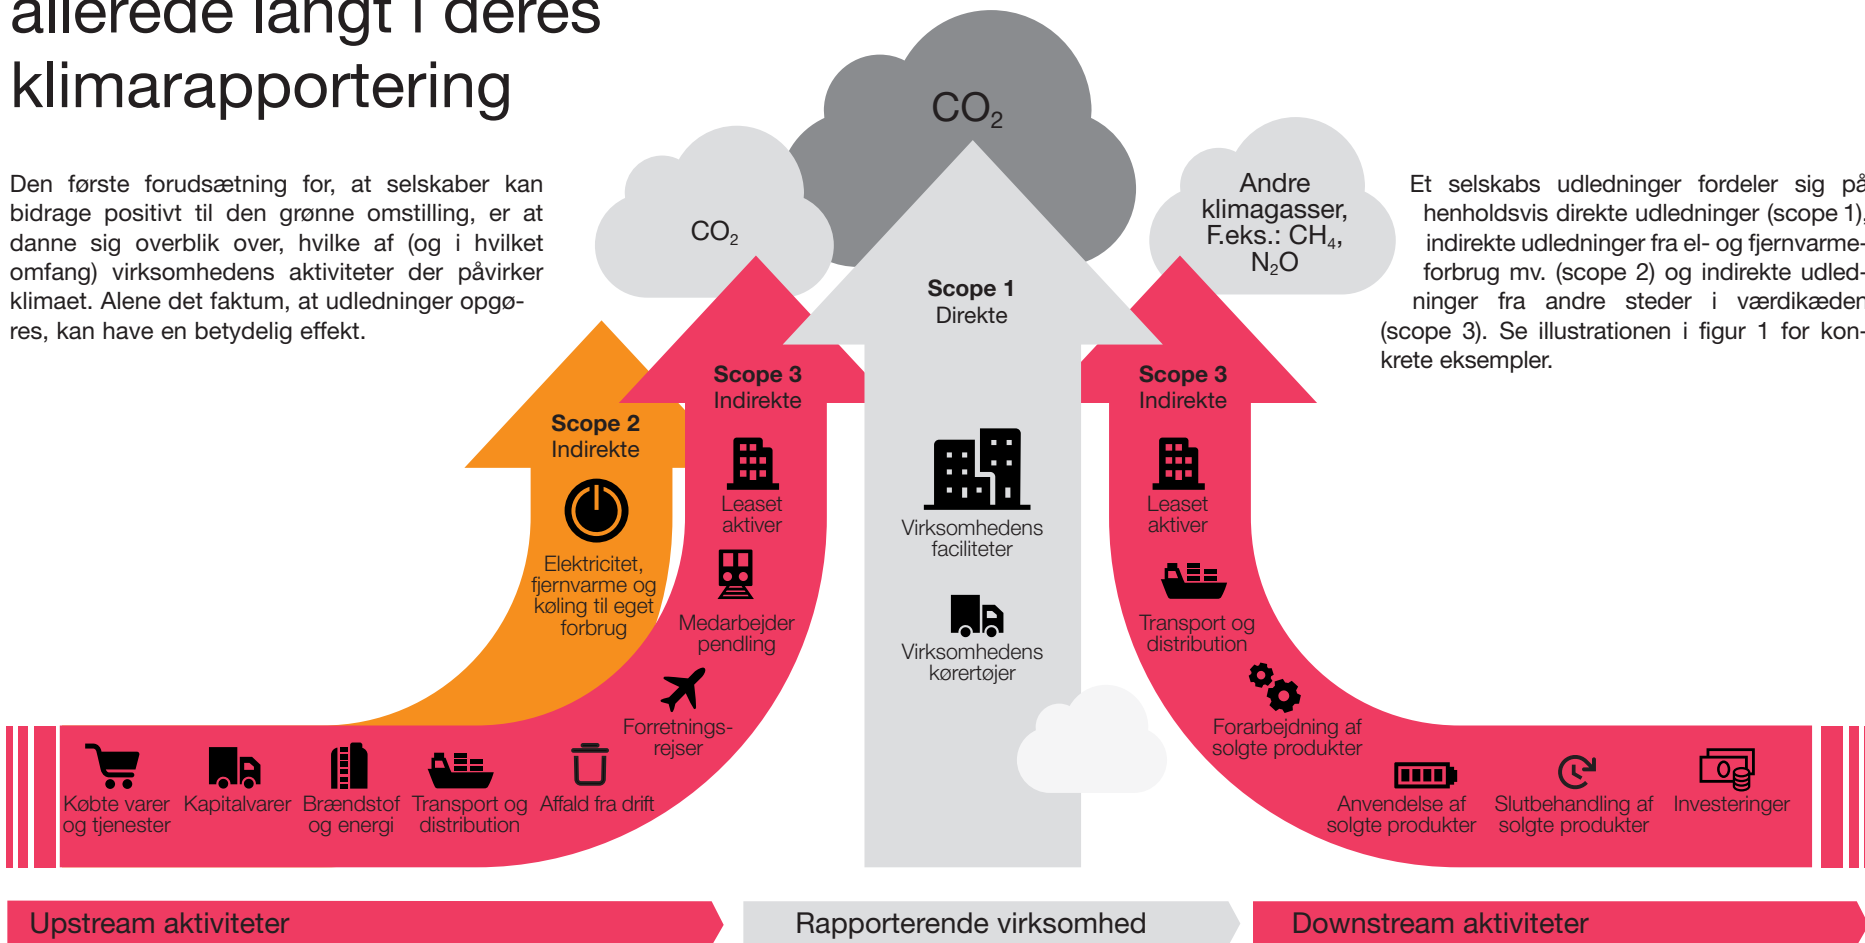 allerede langt i deres
klimarapportering
Den første forudsætning for, at selskaber kan
bidrage positivt til den grønne omstilling, er at
danne sig overblik over, hvilke af (og i hvilket
omfang) virksomhedens aktiviteter der påvirker
klimaet. Alene det faktum, at udledninger opgø-
res, kan have en betydelig effekt.
Et selskabs udledninger fordeler sig på
henholdsvis direkte udledninger (scope 1),
indirekte udledninger fra el- og fjernvarme-
forbrug mv. (scope 2) og indirekte udled-
ninger fra andre steder i værdikæden
(scope 3). Se illustrationen i figur 1 for kon-
krete eksempler.
CO₂
CO₂
Andre
klimagasser,
F.eks.: CH₄,
N₂O
Scope 2
Indirekte
Elektricitet,
fjernvarme og
køling til eget
forbrug
Scope 3
Indirekte
Leaset
aktiver
Medarbejder
pendling
Forretnings-
rejser
Affald fra drift
Transport og
distribution
Brændstof
og energi
Kapitalvarer
Købte varer
og tjenester
Scope 1
Direkte
Virksomhedens
faciliteter
Virksomhedens
kørertøjer
Scope 3
Indirekte
Leaset
aktiver
Transport og
distribution
Forarbejdning af
solgte produkter
Anvendelse af
solgte produkter
Slutbehandling af
solgte produkter
Investeringer
Upstream aktiviteter
Rapporterende virksomhed
Downstream aktiviteter